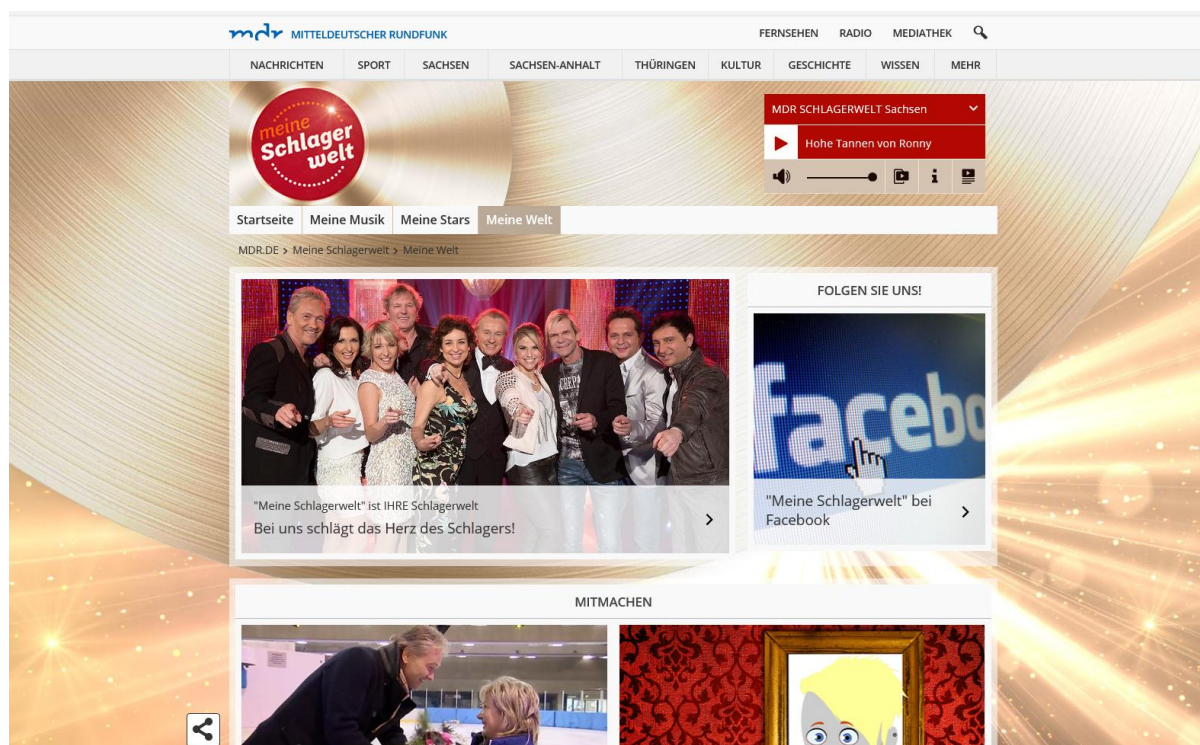 mdr MITTELDEUTSCHER RUNDFUNK
FERNSEHEN RADIO MEDIATHEK
NACHRICHTEN SPORT SACHSEN SACHSEN-ANHALT THÜRINGEN KULTUR GESCHICHTE WISSEN MEHR
meine
Schlager
welt
MDR SCHLAGERWELT Sachsen
Hohe Tannen von Ronny
Startseite Meine Musik Meine Stars Meine Welt
MDR.DE > Meine Schlagerwelt > Meine Welt
"Meine Schlagerwelt" ist IHRE Schlagerwelt
Bei uns schlägt das Herz des Schlagers!
FOLGEN SIE UNS!
facebo
"Meine Schlagerwelt" bei
Facebook
MITMACHEN